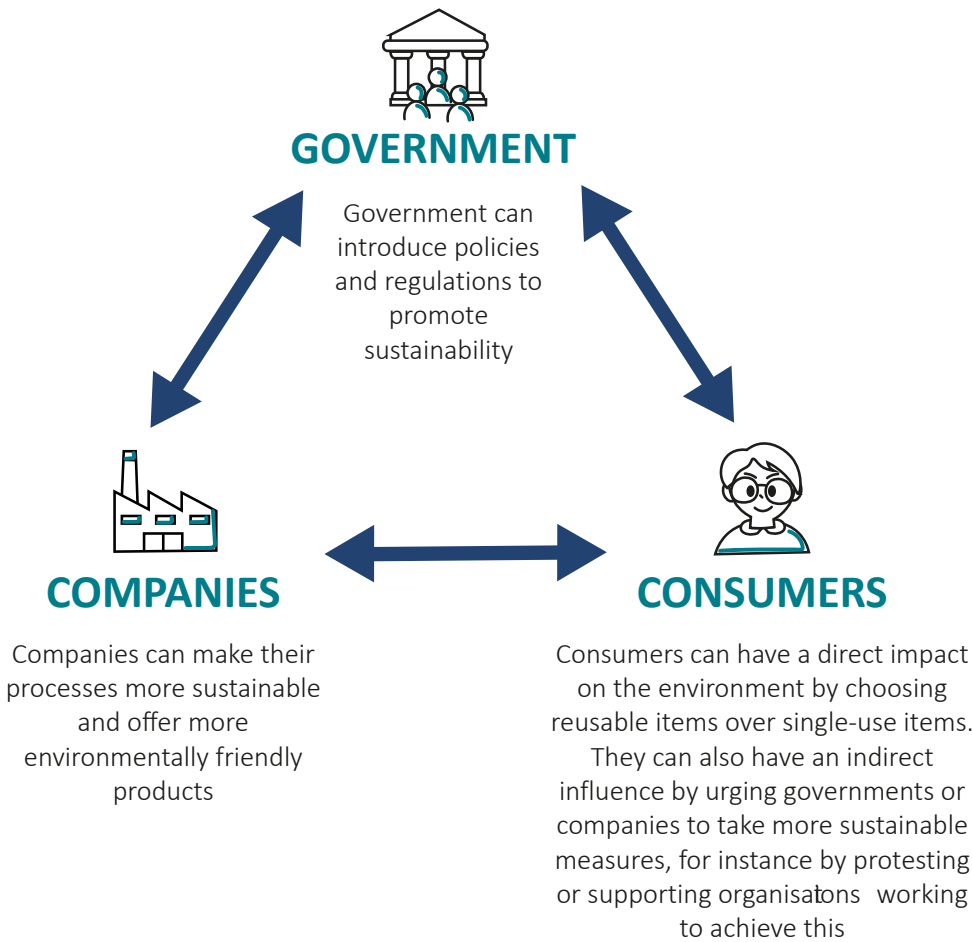 GOVERNMENT
Government can
introduce policies
and regulations to
promote
sustainability
COMPANIES
Companies can make their
processes more sustainable
and offer more
environmentally friendly
products
CONSUMERS
Consumers can have a direct impact
on the environment by choosing
reusable items over single-use items.
They can also have an indirect
influence by urging governments or
companies to take more sustainable
measures, for instance by protesting
or supporting organisatons working
to achieve this